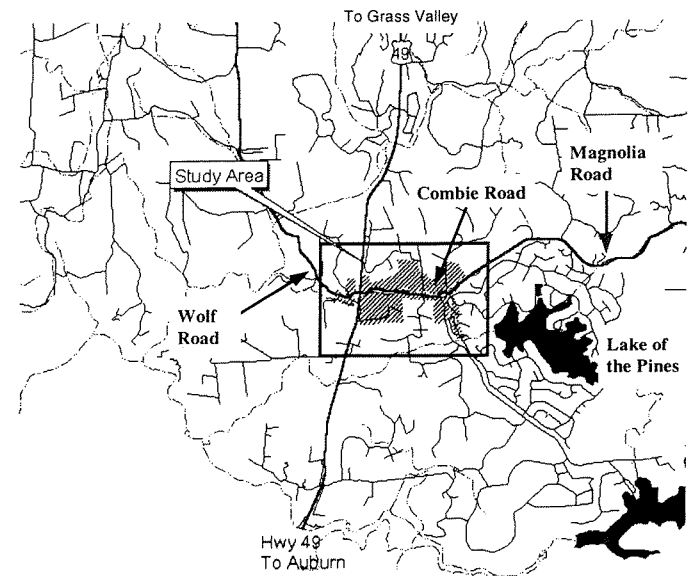 To Grass Valley
49
Magnolia
Road
Study Area
Combie Road
Wolf
Road
Lake of
the Pines
Hwy 49
To Auburn